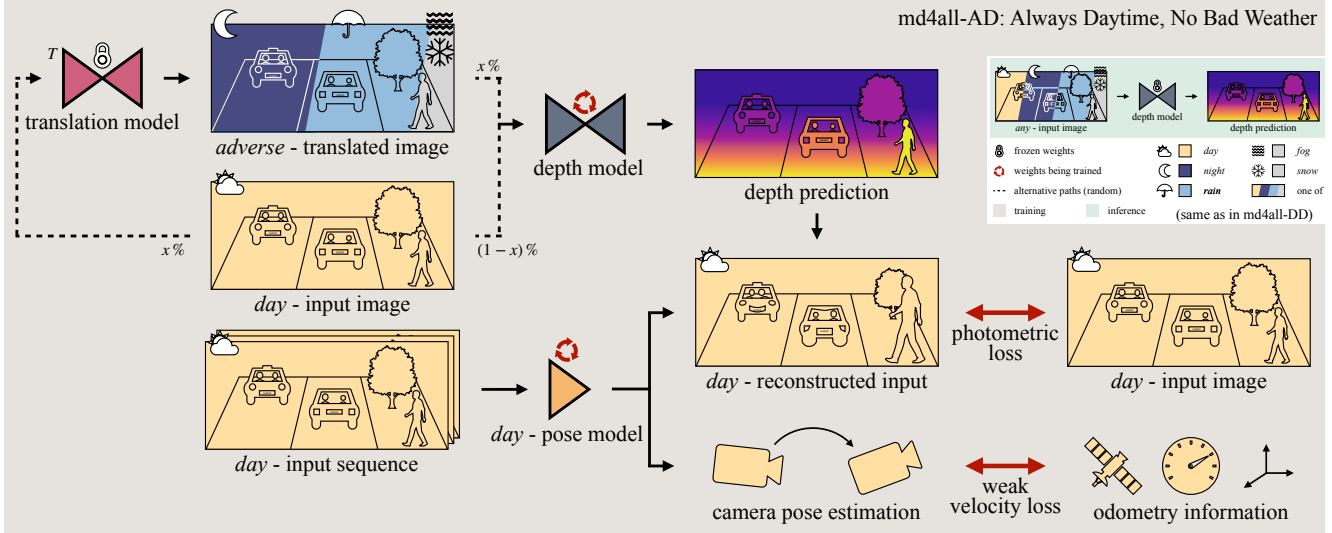 md4all-AD: Always Daytime, No Bad Weather
T
translation model
adverse - translated image
x %
depth model
depth prediction
any - input image
depth model
depth prediction
frozen weights
weights being trained
alternative paths (random)
training
inference
day
night
rain
fog
snow
one of
(same as in md4all-DD)
x %
(1 − x) %
day - input image
day - input sequence
day - pose model
day - reconstructed input
photometric
loss
day - input image
camera pose estimation
weak
velocity loss
odometry information